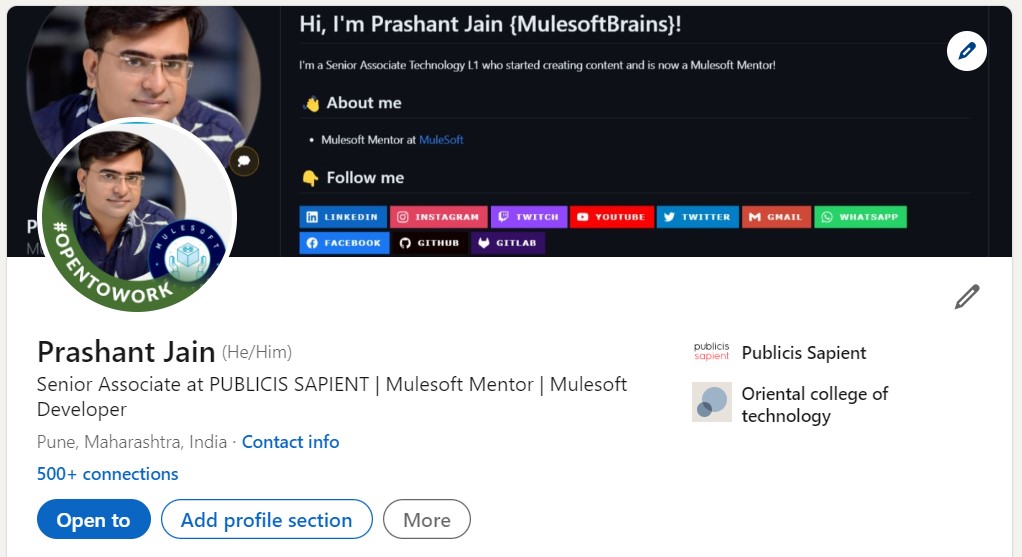 Hi, I'm Prashant Jain {MulesoftBrains}!
I'm a Senior Associate Technology L1 who started creating content and is now a Mulesoft Mentor!
👋 About me
• Mulesoft Mentor at MuleSoft
👇 Follow me
LINKEDIN INSTAGRAM TWITCH YOUTUBE TWITTER GMAIL WHATSAPP
FACEBOOK GITHUB GITLAB
P
#OPENTOWORK
MULESOFT
Prashant Jain (He/Him)
Senior Associate at PUBLICIS SAPIENT | Mulesoft Mentor | Mulesoft
Developer
Pune, Maharashtra, India · Contact info
500+ connections
Open to
Add profile section
More
publicis
sapient
Publicis Sapient
Oriental college of
technology